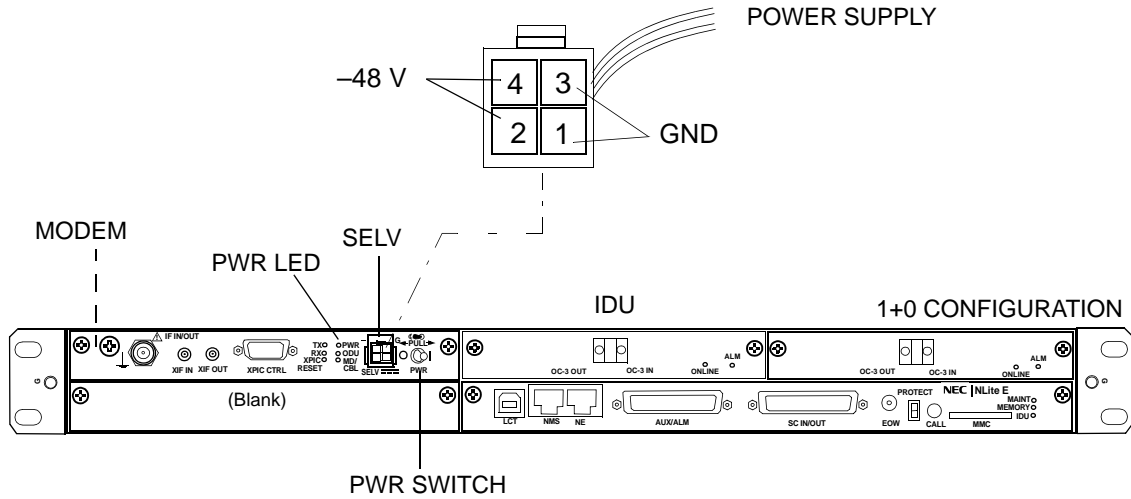 POWER SUPPLY
–48 V
4 3
2 1
GND
MODEM
SELV
PWR LED
IDU
1+0 CONFIGURATION
IF IN/OUT
XIF IN XIF OUT
XPIC CTRL
TX
RX
XPIC
RESET
PWR
ODU
MD/
CBL
SELV
G
PULL
PWR
OC-3 OUT OC-3 IN
ALM
ONLINE
OC-3 OUT OC-3 IN
ALM
ONLINE
G
G
(Blank)
LCT
NMS
NE
AUX/ALM
SC IN/OUT
EOW
PROTECT
CALL
NEC NLite E
MMC
MAINT
MEMORY
IDU
PWR SWITCH